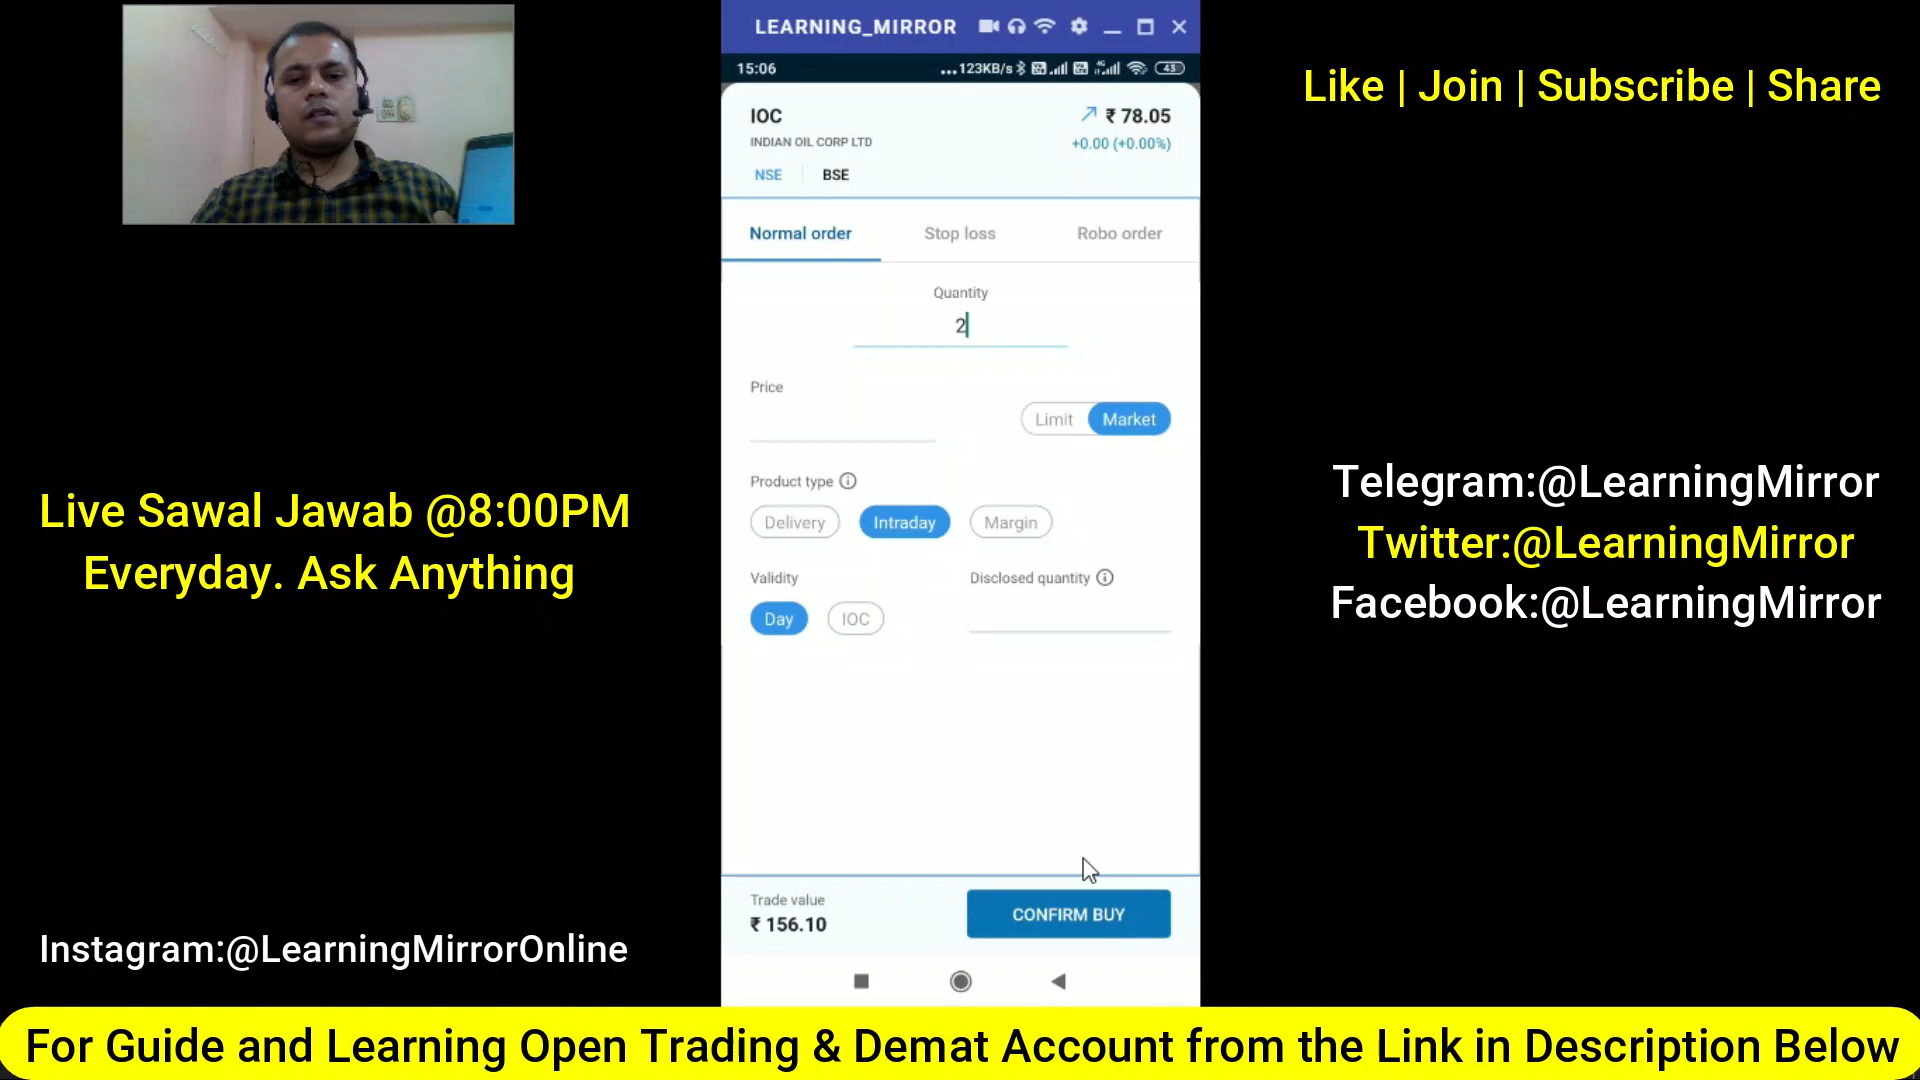 LEARNING_MIRROR
15:06
...123KB/s
43
IOC
₹ 78.05
INDIAN OIL CORP LTD
+0.00 (+0.00%)
NSE
BSE
Normal order
Stop loss
Robo order
Quantity
2
Price
Limit
Market
Product type
Delivery
Intraday
Margin
Validity
Disclosed quantity
Day
IOC
Trade value
₹ 156.10
CONFIRM BUY
Like | Join | Subscribe | Share
Live Sawal Jawab @8:00PM
Everyday. Ask Anything
Telegram:@LearningMirror
Twitter:@LearningMirror
Facebook:@LearningMirror
Instagram:@LearningMirrorOnline
For Guide and Learning Open Trading & Demat Account from the Link in Description Below